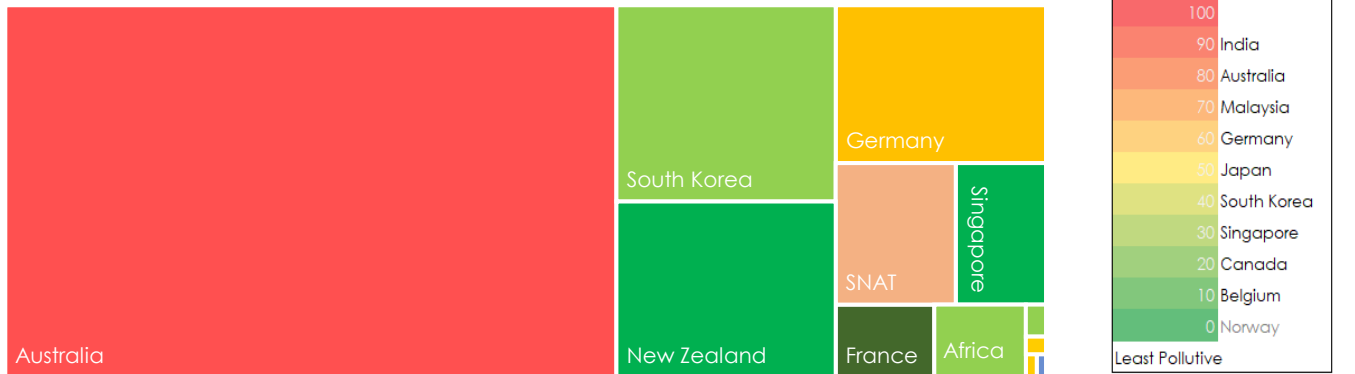 Australia
South Korea
New Zealand
Germany
SNAT
Singapore
France
Africa
100
90 India
80 Australia
70 Malaysia
60 Germany
50 Japan
40 South Korea
30 Singapore
20 Canada
10 Belgium
0 Norway
Least Pollutive